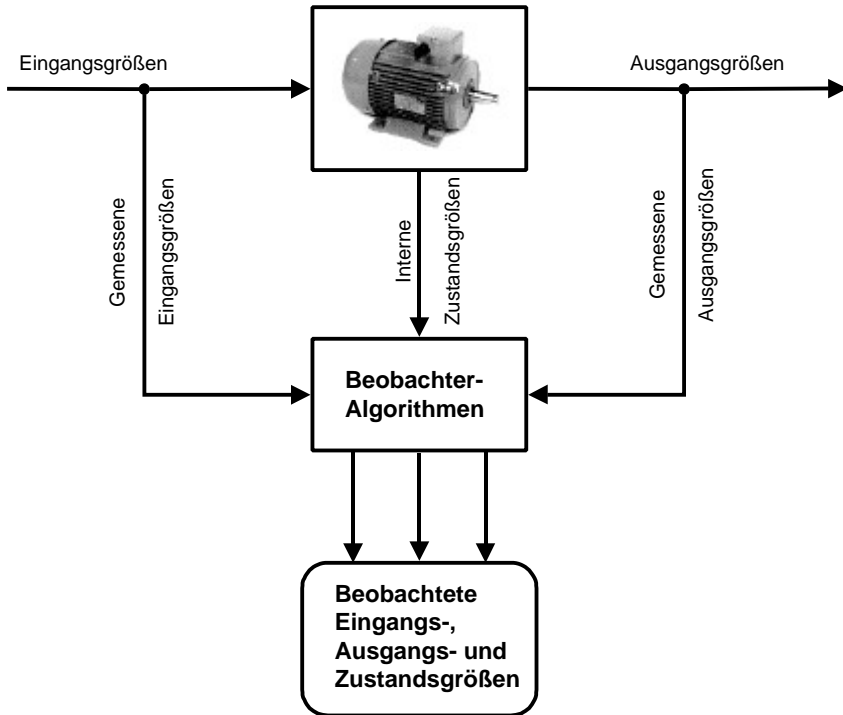 Eingangsgrößen
Ausgangsgrößen
Gemessene
Eingangsgrößen
Interne
Zustandsgrößen
Gemessene
Ausgangsgrößen
Beobachter-
Algorithmen
Beobachtete
Eingangs-,
Ausgangs- und
Zustandsgrößen